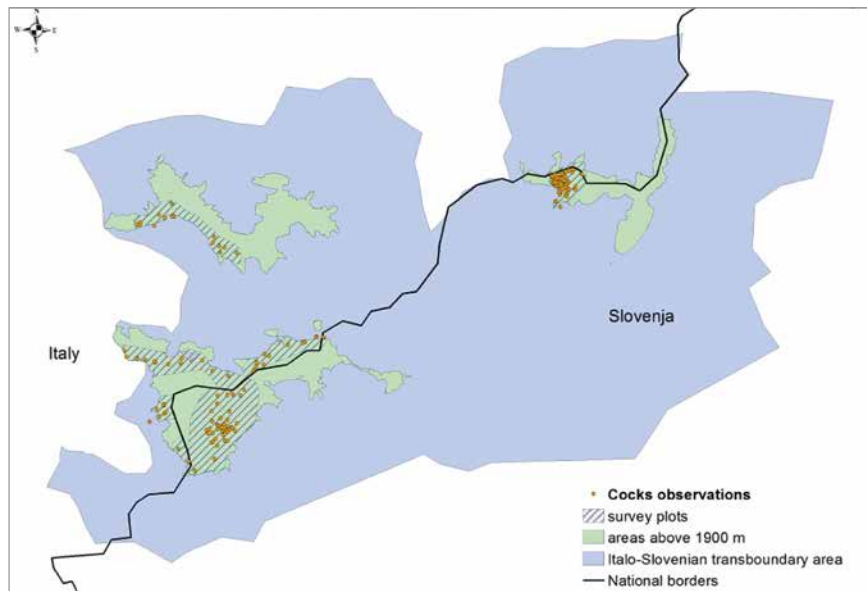 N
W E
S
Slovenja
Italy
Cocks observations
survey plots
areas above 1900 m
Italo-Slovenian transboundary area
National borders